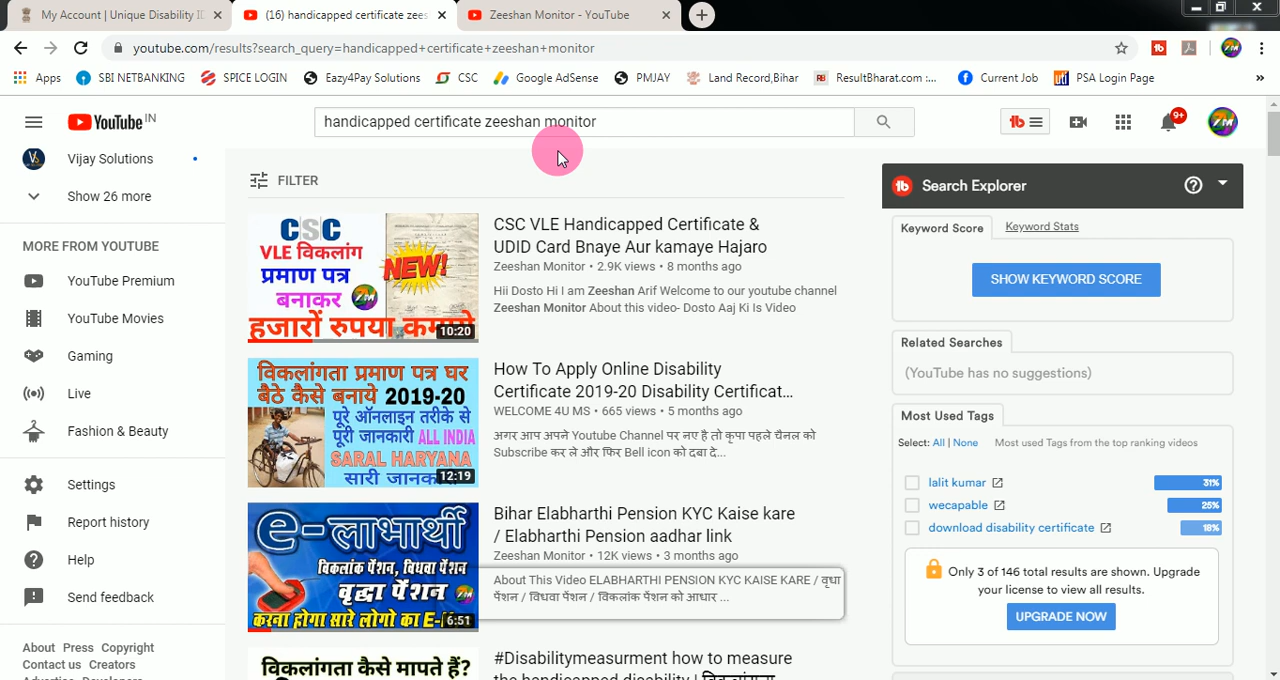 My Account | Unique Disability I
(16) handicapped certificate zees
Zeeshan Monitor - YouTube
youtube.com/results?search_query=handicapped+certificate+zeeshan+monitor
Apps
SBI NETBANKING
SPICE LOGIN
Eazy4Pay Solutions
CSC
Google AdSense
PMJAY
Land Record,Bihar
ResultBharat.com :...
Current Job
PSA Login Page
»
YouTube IN
handicapped certificate zeeshan monitor
9+
Vijay Solutions
Show 26 more
MORE FROM YOUTUBE
YouTube Premium
YouTube Movies
Gaming
Live
Fashion & Beauty
Settings
Report history
Help
Send feedback
About Press Copyright
Contact us Creators
FILTER
CSC
VLE विकलांग
प्रमाण पत्र
बनाकर
NEW!
हजारों रुपया कमाये
10:20
CSC VLE Handicapped Certificate &
UDID Card Bnaye Aur kamaye Hajaro
Zeeshan Monitor • 2.9K views • 8 months ago
Hii Dosto Hi I am Zeeshan Arif Welcome to our youtube channel
Zeeshan Monitor About this video- Dosto Aaj Ki Is Video
विकलांगता प्रमाण पत्र घर
बैठे कैसे बनाये 2019-20
पूरे ऑनलाइन तरीके से
पूरी जानकारी ALL INDIA
SARAL HARYANA
सारी जानकारी
12:19
How To Apply Online Disability
Certificate 2019-20 Disability Certificat...
WELCOME 4U MS • 665 views • 5 months ago
अगर आप अपने Youtube Channel पर नए है तो कृपा पहले चैनल को
Subscribe कर ले और फिर Bell icon को दबा दे...
e-लाभार्थी
विकलांक पेंशन, विधवा पेंशन,
वृद्धा पेंशन
करना होगा सारे लोगो का E-
6:51
Bihar Elabharthi Pension KYC Kaise kare
/ Elabharthi Pension aadhar link
Zeeshan Monitor • 12K views • 3 months ago
About This Video ELABHARTHI PENSION KYC KAISE KARE / वृधा
पेंशन / विधवा पेंशन / विकलांक पेंशन को आधार ...
विकलांगता कैसे मापते हैं?
#Disabilitymeasurment how to measure
the handicapped disability | विकलांगता
Search Explorer
Keyword Score
Keyword Stats
SHOW KEYWORD SCORE
Related Searches
(YouTube has no suggestions)
Most Used Tags
Select: All | None Most used Tags from the top ranking videos
lalit kumar 31%
wecapable 25%
download disability certificate 18%
Only 3 of 146 total results are shown. Upgrade
your license to view all results.
UPGRADE NOW